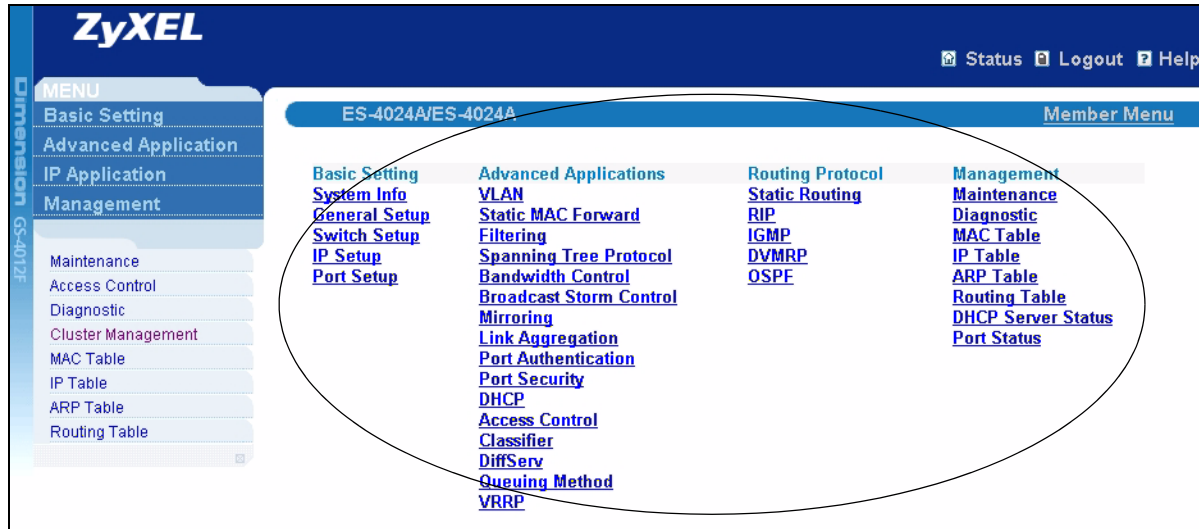 ZyXEL
Status Logout Help
Dimension GS-4012F
MENU
Basic Setting
Advanced Application
IP Application
Management
Maintenance
Access Control
Diagnostic
Cluster Management
MAC Table
IP Table
ARP Table
Routing Table
ES-4024A/ES-4024A Member Menu
Basic Setting
System Info
General Setup
Switch Setup
IP Setup
Port Setup
Advanced Applications
VLAN
Static MAC Forward
Filtering
Spanning Tree Protocol
Bandwidth Control
Broadcast Storm Control
Mirroring
Link Aggregation
Port Authentication
Port Security
DHCP
Access Control
Classifier
DiffServ
Queuing Method
VRRP
Routing Protocol
Static Routing
RIP
IGMP
DVMRP
OSPF
Management
Maintenance
Diagnostic
MAC Table
IP Table
ARP Table
Routing Table
DHCP Server Status
Port Status